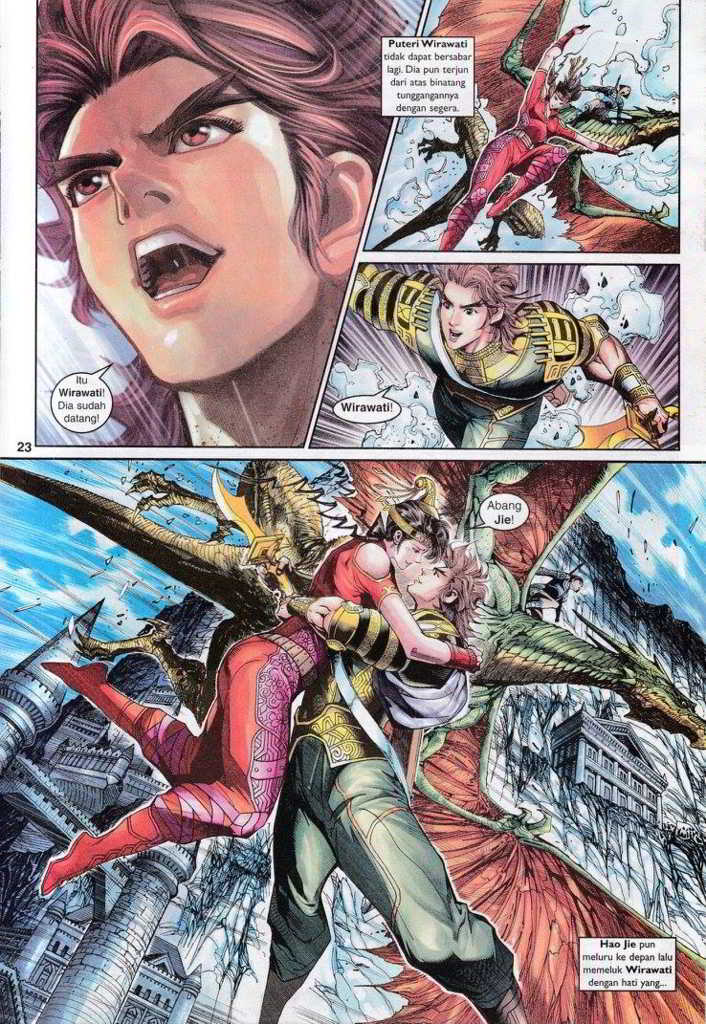 Itu
Wirawati!
Dia sudah
datang!
Puteri Wirawati
tidak dapat bersabar
lagi. Dia pun terjun
dari atas binatang
tunggangannya
dengan segera.
Wirawati!
23
Abang
Jie!
Hao Jie pun
meluru ke depan lalu
memeluk Wirawati
dengan hati yang...